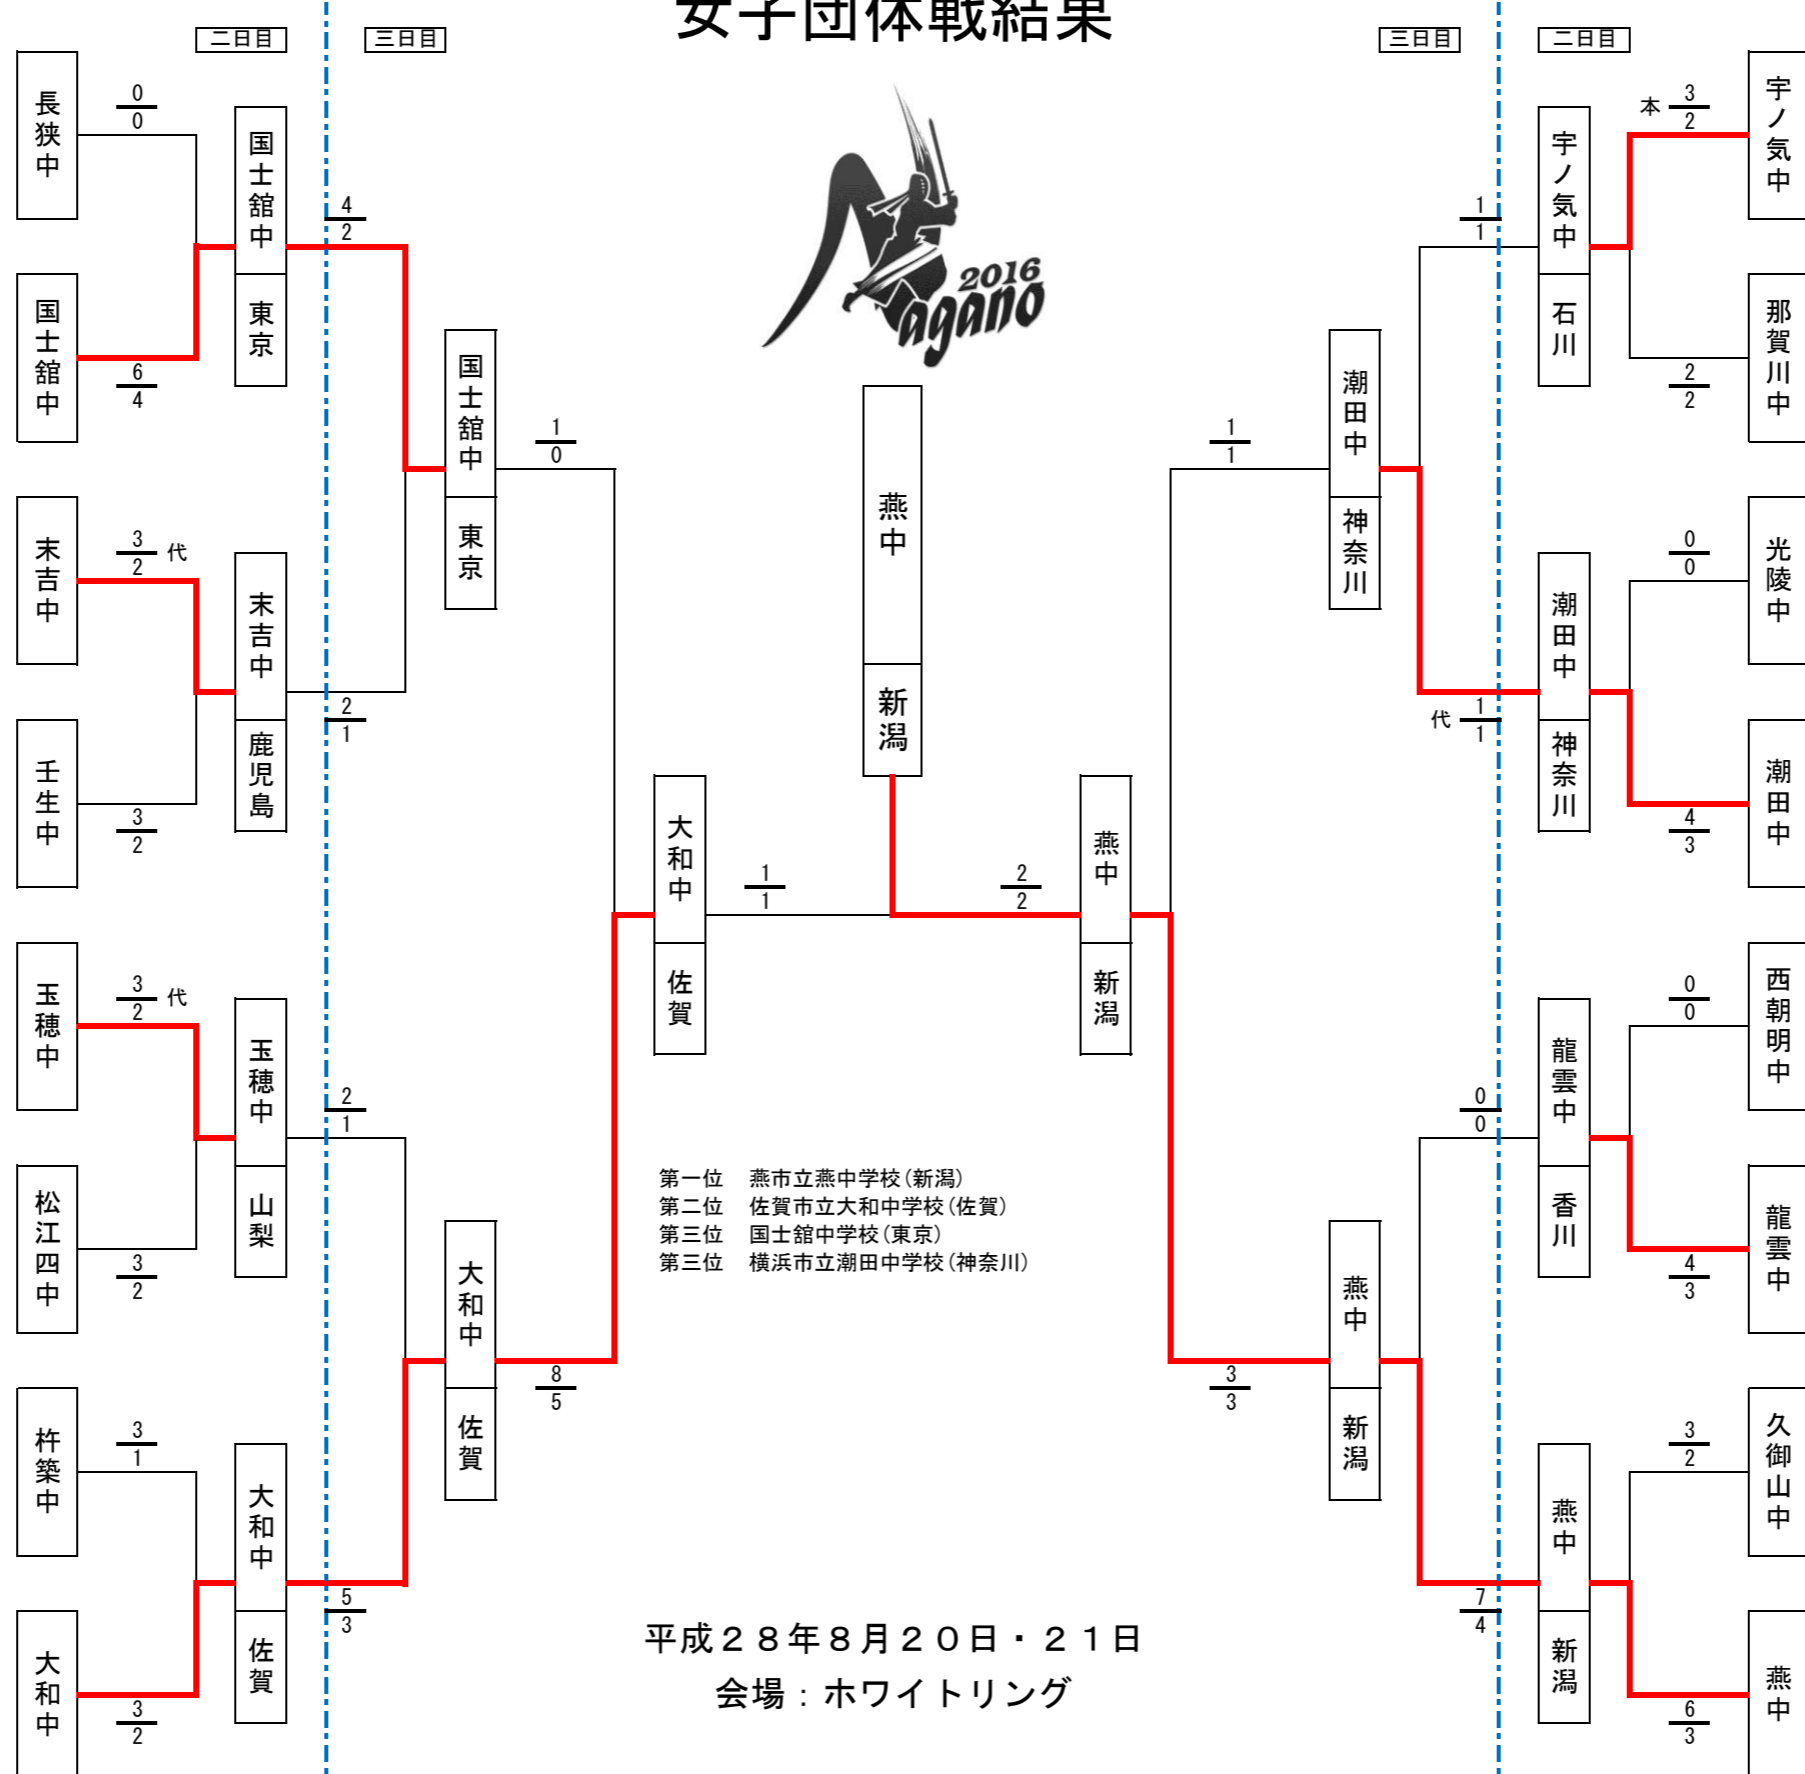 女子団体戦結果
二日目
三日目
三日目
二日目
長狭中
0
0
国士舘中
6
4
国士舘中
東京
4
2
末吉中
3
2
代
壬生中
3
2
末吉中
鹿児島
2
1
国士舘中
東京
1
0
玉穂中
3
2
代
松江四中
3
2
玉穂中
山梨
2
1
杵築中
3
1
大和中
3
2
大和中
佐賀
5
3
大和中
佐賀
8
5
大和中
佐賀
1
1
2016
Nagano
燕中
新潟
2
2
燕中
新潟
1
1
潮田中
神奈川
1
1
宇ノ気中
石川
本
3
2
宇ノ気中
2
2
那賀川中
代
1
1
潮田中
神奈川
0
0
光陵中
4
3
潮田中
3
3
燕中
新潟
0
0
龍雲中
香川
0
0
西朝明中
4
3
龍雲中
7
4
燕中
新潟
3
2
久御山中
6
3
燕中
第一位 燕市立燕中学校(新潟)
第二位 佐賀市立大和中学校(佐賀)
第三位 国士舘中学校(東京)
第三位 横浜市立潮田中学校(神奈川)
平成28年8月20日・21日
会場：ホワイトリング